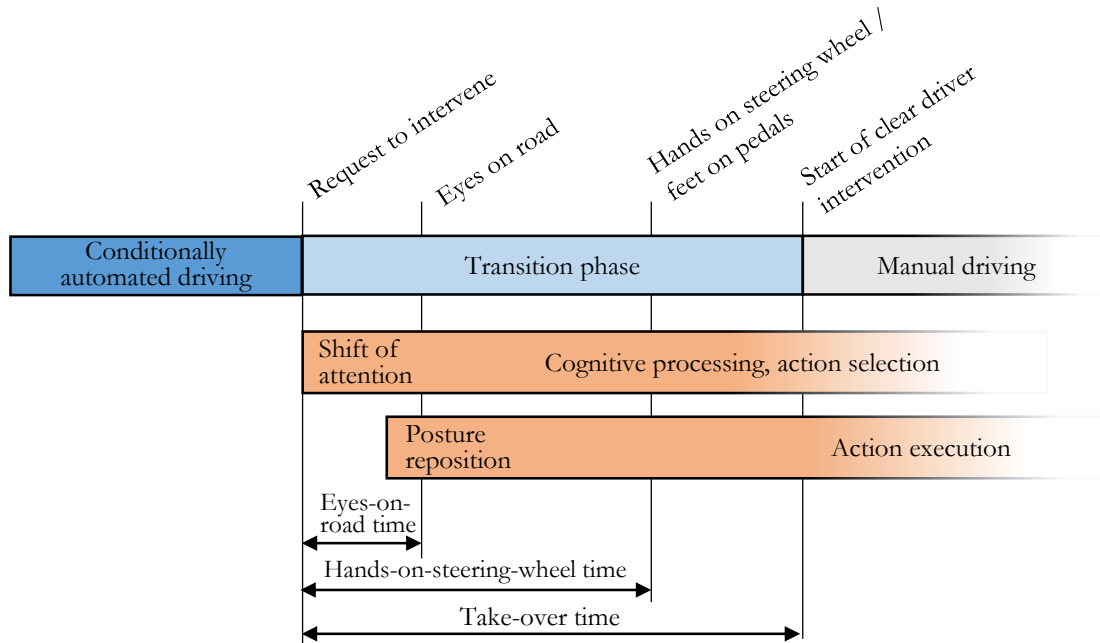 Request to intervene
Eyes on road
Hands on steering wheel /
feet on pedals
Start of clear driver
intervention
Conditionally
automated driving
Transition phase
Manual driving
Shift of
attention
Cognitive processing, action selection
Posture
reposition
Action execution
Eyes-on-
road time
Hands-on-steering-wheel time
Take-over time